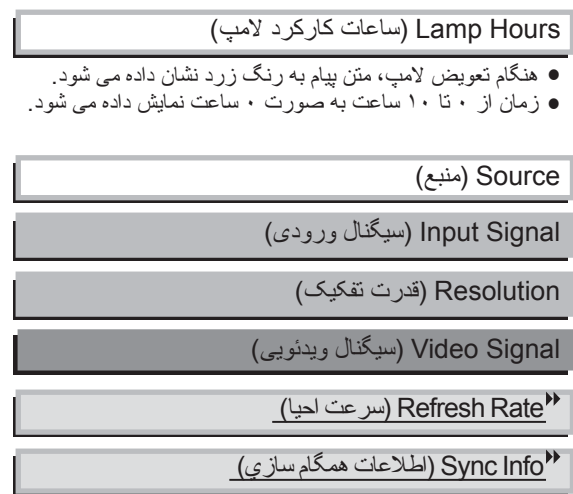 Lamp Hours (ساعات کارکرد لامپ)
● هنگام تعویض لامپ، متن پیام به رنگ زرد نشان داده می شود.
● زمان از ۰ تا ۱۰ ساعت به صورت ۰ ساعت نمایش داده می شود.
Source (منبع)
Input Signal (سیگنال ورودی)
Resolution (قدرت تفکیک)
Video Signal (سیگنال ویدئویی)
Refresh Rate (سرعت احیا)
Sync Info (اطلاعات همگام سازی)